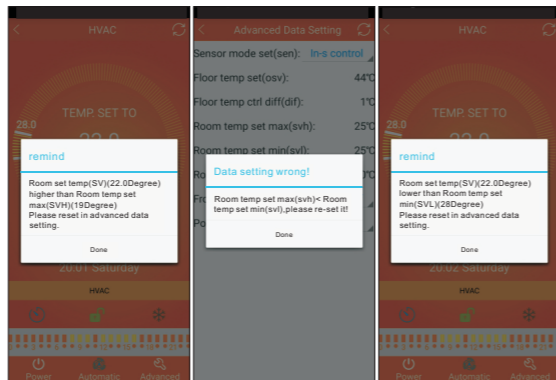 HVAC
TEMP. SET TO
28.0
22.0
remind
Room set temp(SV)(22.0Degree)
higher than Room temp set
max(SVH)(19Degree)
Please reset in advanced data
setting.
Done
20:01 Saturday
HVAC
Power
Automatic
Advanced
Advanced Data Setting
Sensor mode set(sen): In-s control
Floor temp set(osv): 44℃
Floor temp ctrl diff(dif): 1℃
Room temp set max(svh): 25℃
Room temp set min(svl): 25℃
Data setting wrong!
Room temp set max(svh)< Room
temp set min(svl),please re-set it!
Done
HVAC
TEMP. SET TO
28.0
remind
Room set temp(SV)(22.0Degree)
lower than Room temp set
min(SVL)(28Degree)
Please reset in advanced data
setting.
Done
20:02 Saturday
HVAC
Power
Automatic
Advanced